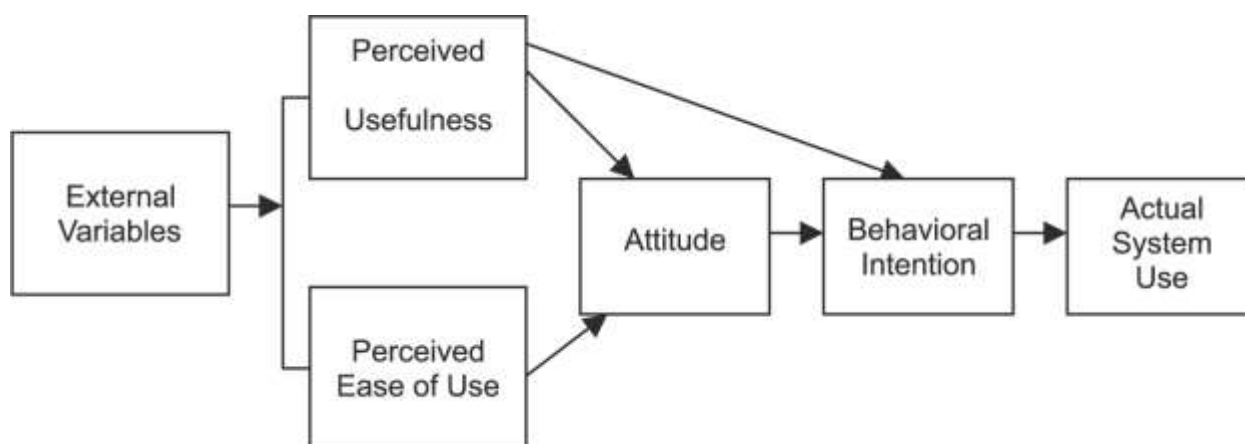 Perceived
Usefulness
External
Variables
Attitude
Behavioral
Intention
Actual
System
Use
Perceived
Ease of Use